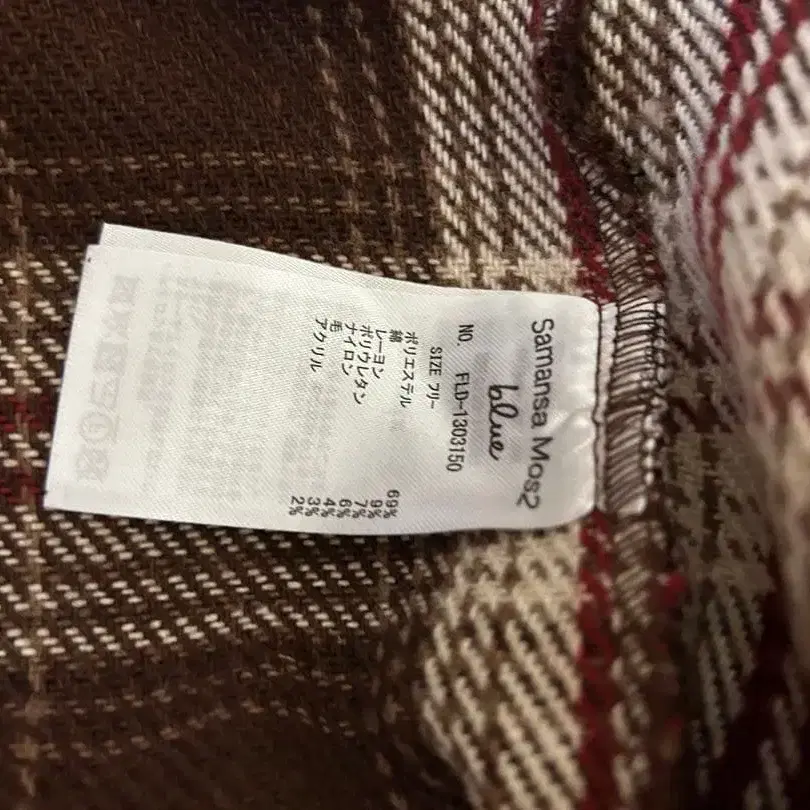 Samansa Mos2
blue
NO. FLD-1303150
SIZE フリー
ポリエステル 69%
綿 9%
レーヨン 7%
ポリウレタン 6%
ナイロン 4%
毛 3%
アクリル 2%